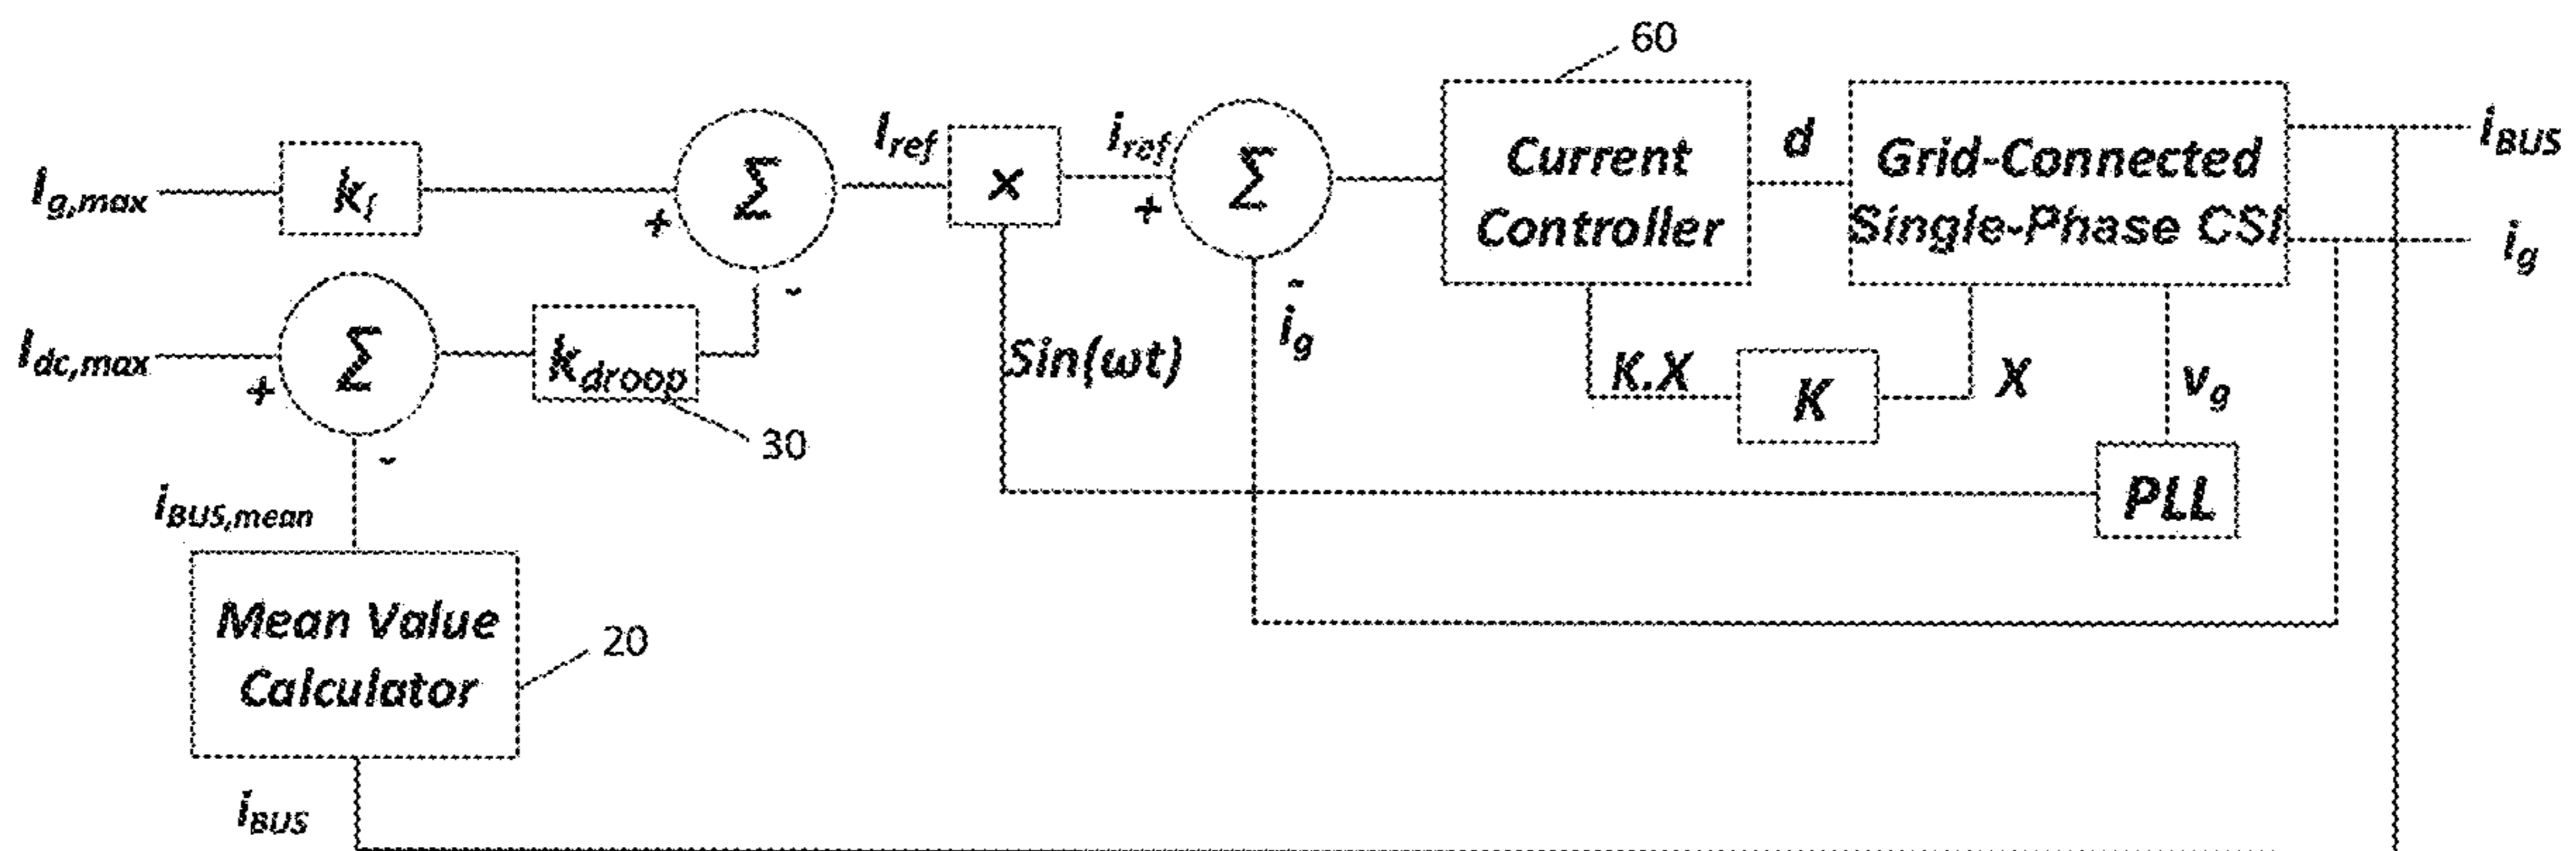 60
I_g,max
k_f
Σ
+
-
I_ref
×
i_ref
+
Σ
-
i_g
Current
Controller
d
Grid-Connected
Single-Phase CSI
i_BUS
i_g
I_dc,max
+
Σ
-
k_droop
30
Sin(ωt)
K.X
K
X
v_g
PLL
i_BUS,mean
Mean Value
Calculator
20
i_BUS